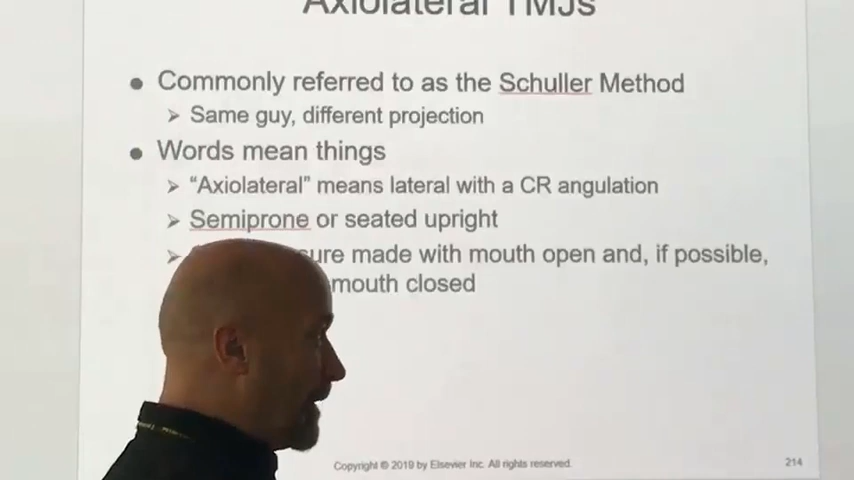 Axiolateral TMJs
● Commonly referred to as the Schuller Method
➢ Same guy, different projection
● Words mean things
➢ “Axiolateral” means lateral with a CR angulation
➢ Semiprone or seated upright
➢ sure made with mouth open and, if possible,
mouth closed
Copyright © 2019 by Elsevier Inc. All rights reserved.
214